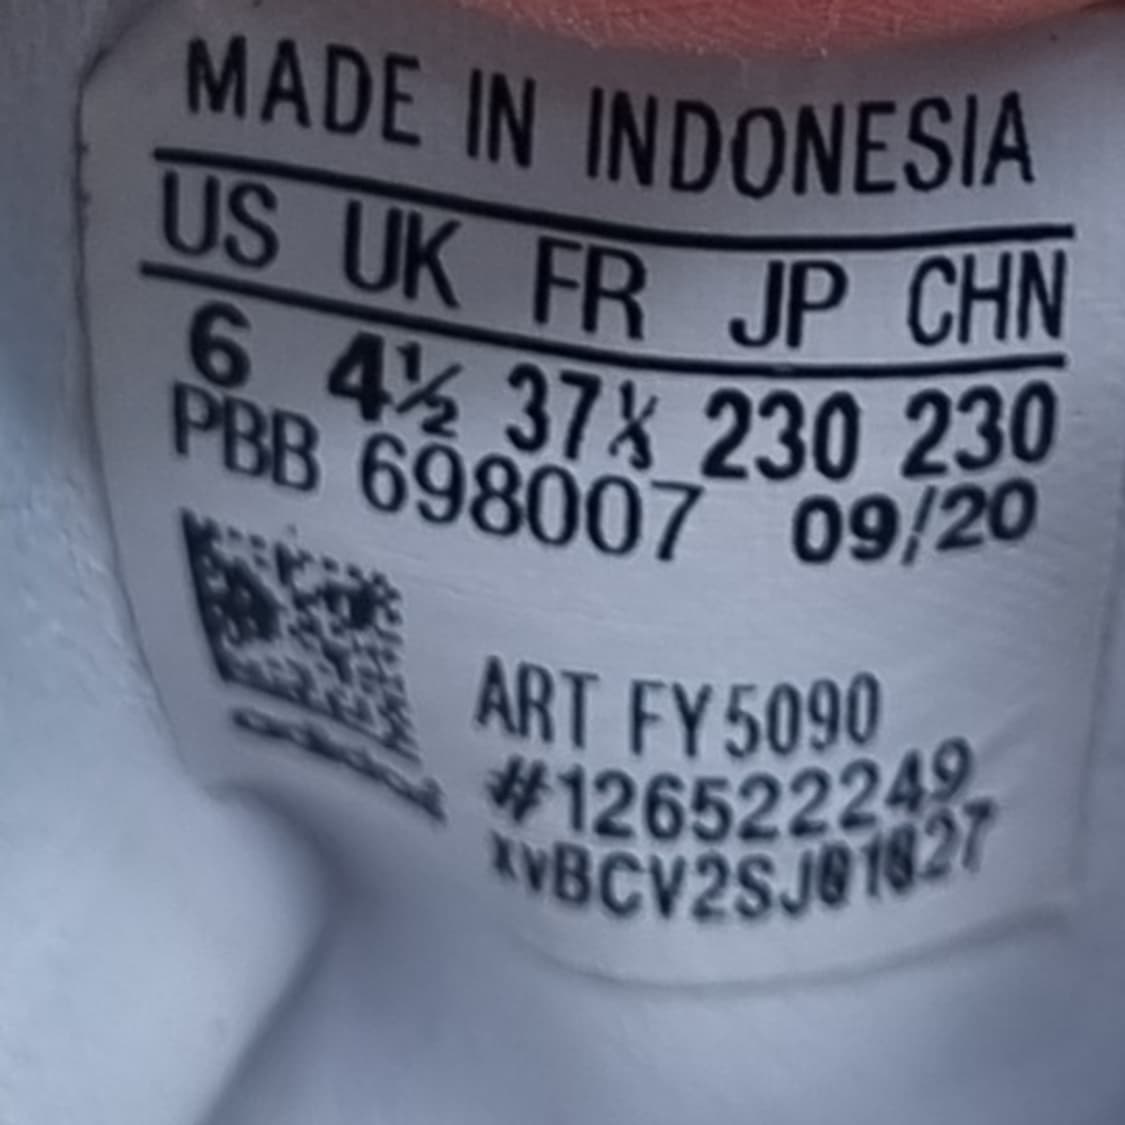 MADE IN INDONESIA
US UK FR JP CHN
6 4½ 37⅓ 230 230
PBB 698007 09/20
ART FY5090
#126522249